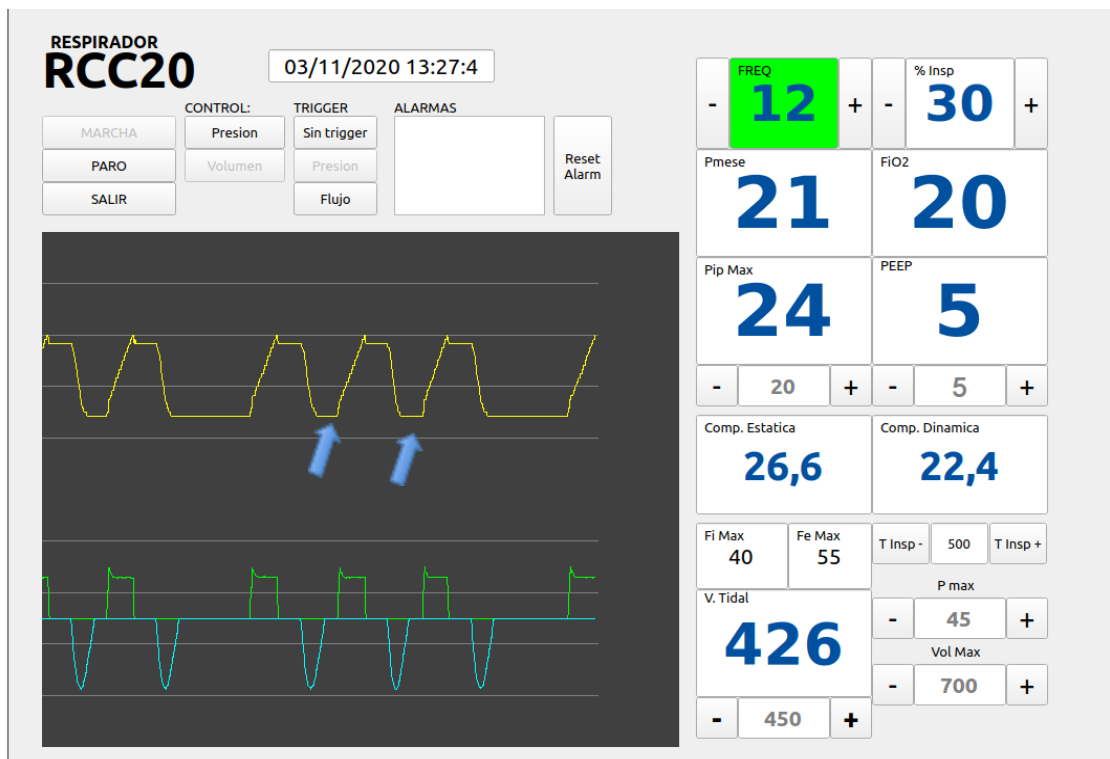 RESPIRADOR
RCC20
03/11/2020 13:27:4
CONTROL:
TRIGGER
ALARMAS
MARCHA
Presion
Sin trigger
PARO
Volumen
Presion
Reset
Alarm
SALIR
Flujo
FREQ
- 12 +
% Insp
- 30 +
Pmese
21
FiO2
20
Pip Max
24
PEEP
5
- 20 +
- 5 +
Comp. Estatica
26,6
Comp. Dinamica
22,4
Fi Max
40
Fe Max
55
T Insp - 500 T Insp +
P max
- 45 +
V. Tidal
426
Vol Max
- 700 +
- 450 +